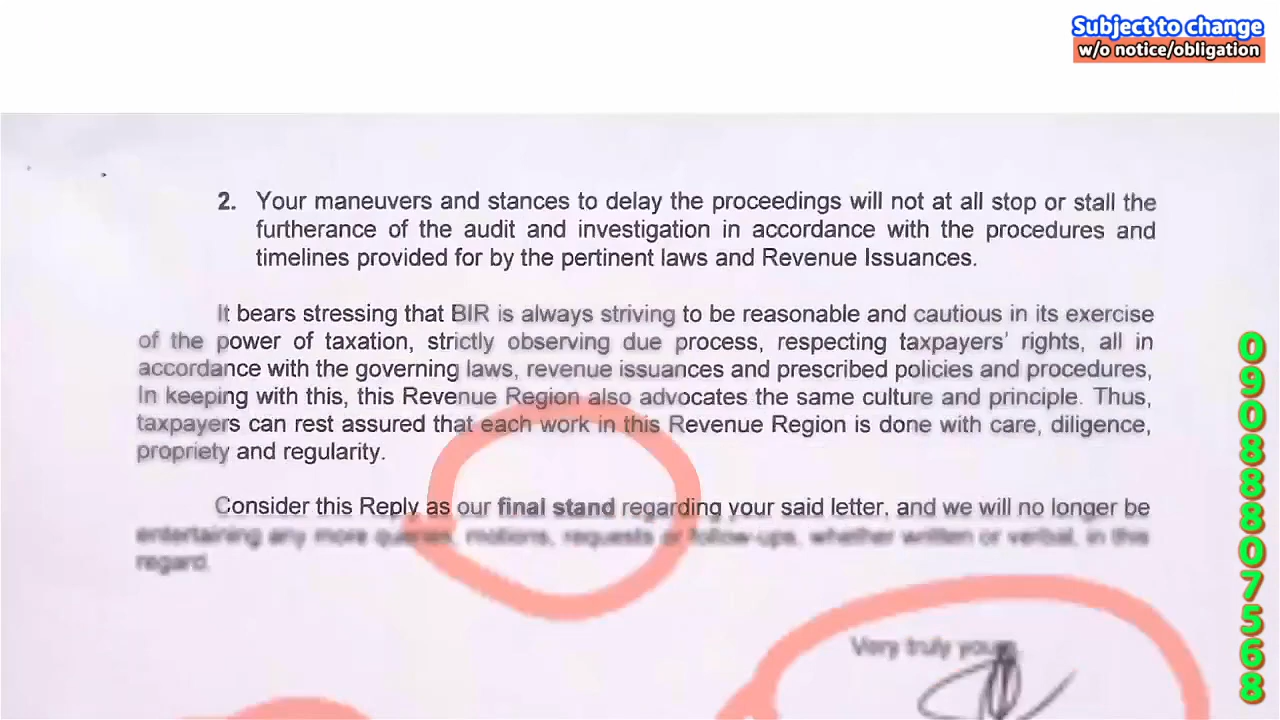 Subject to change
w/o notice/obligation
2. Your maneuvers and stances to delay the proceedings will not at all stop or stall the
furtherance of the audit and investigation in accordance with the procedures and
timelines provided for by the pertinent laws and Revenue Issuances.
It bears stressing that BIR is always striving to be reasonable and cautious in its exercise
of the power of taxation, strictly observing due process, respecting taxpayers' rights, all in
accordance with the governing laws, revenue issuances and prescribed policies and procedures,
In keeping with this, this Revenue Region also advocates the same culture and principle. Thus,
taxpayers can rest assured that each work in this Revenue Region is done with care, diligence,
propriety and regularity.
Consider this Reply as our final stand regarding your said letter, and we will no longer be
entertaining any more queries, motions, requests or follow-ups, whether written or verbal, in this
regard.
Very truly yours,
09088807568